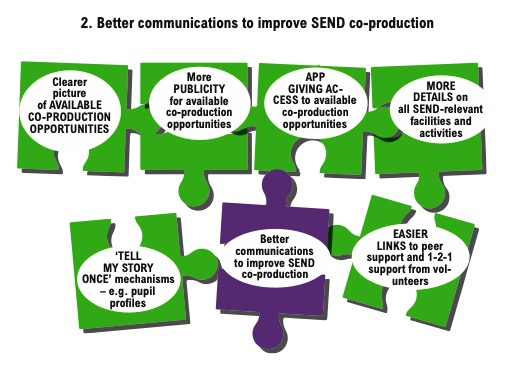 2. Better communications to improve SEND co-production
Clearer
picture
of AVAILABLE
CO-PRODUCTION
OPPORTUNITIES
More
PUBLICITY
for available
co-production
opportunities
APP
GIVING AC-
CESS to available
co-production
opportunities
MORE
DETAILS on
all SEND-relevant
facilities and
activities
‘TELL
MY STORY
ONCE’ mechanisms
– e.g. pupil
profiles
Better
communications
to improve SEND
co-production
EASIER
LINKS to peer
support and 1-2-1
support from vol-
unteers